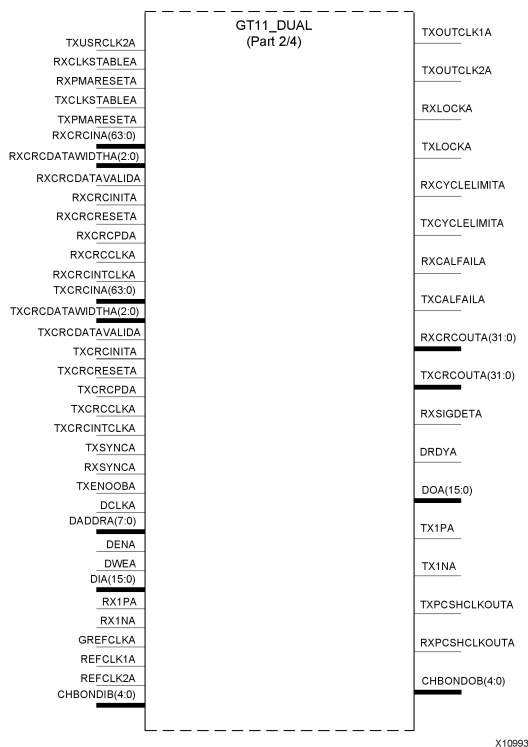 GT11_DUAL
(Part 2/4)
TXUSRCLK2A
RXCLKSTABLEA
RXPMARESETA
TXCLKSTABLEA
TXPMARESETA
RXCRCINA(63:0)
RXCRCDATAWIDTHA(2:0)
RXCRCDATAVALIDA
RXCRCINITA
RXCRCRESETA
RXCRCPDA
RXCRCCLKA
RXCRCINTCLKA
TXCRCINA(63:0)
TXCRCDATAWIDTHA(2:0)
TXCRCDATAVALIDA
TXCRCINITA
TXCRCRESETA
TXCRCPDA
TXCRCCLKA
TXCRCINTCLKA
TXSYNCA
RXSYNCA
TXENOOBA
DCLKA
DADDRA(7:0)
DENA
DWEA
DIA(15:0)
RX1PA
RX1NA
GREFCLKA
REFCLK1A
REFCLK2A
CHBONDIB(4:0)
TXOUTCLK1A
TXOUTCLK2A
RXLOCKA
TXLOCKA
RXCYCLELIMITA
TXCYCLELIMITA
RXCALFAILA
TXCALFAILA
RXCRCOUTA(31:0)
TXCRCOUTA(31:0)
RXSIGDETA
DRDYA
DOA(15:0)
TX1PA
TX1NA
TXPCSHCLKOUTA
RXPCSHCLKOUTA
CHBONDOB(4:0)
X10993